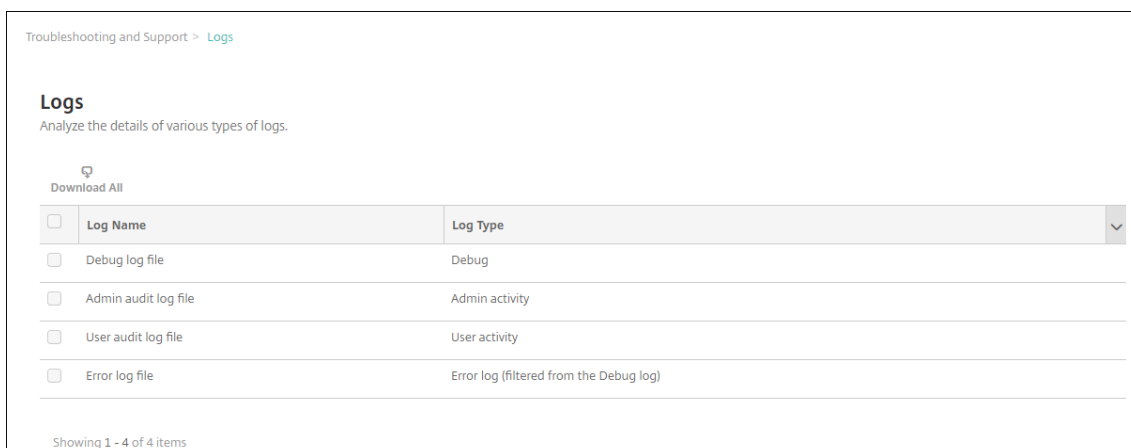 Troubleshooting and Support > Logs
Logs
Analyze the details of various types of logs.
Download All
Log Name Log Type
Debug log file Debug
Admin audit log file Admin activity
User audit log file User activity
Error log file Error log (filtered from the Debug log)
Showing 1 - 4 of 4 items